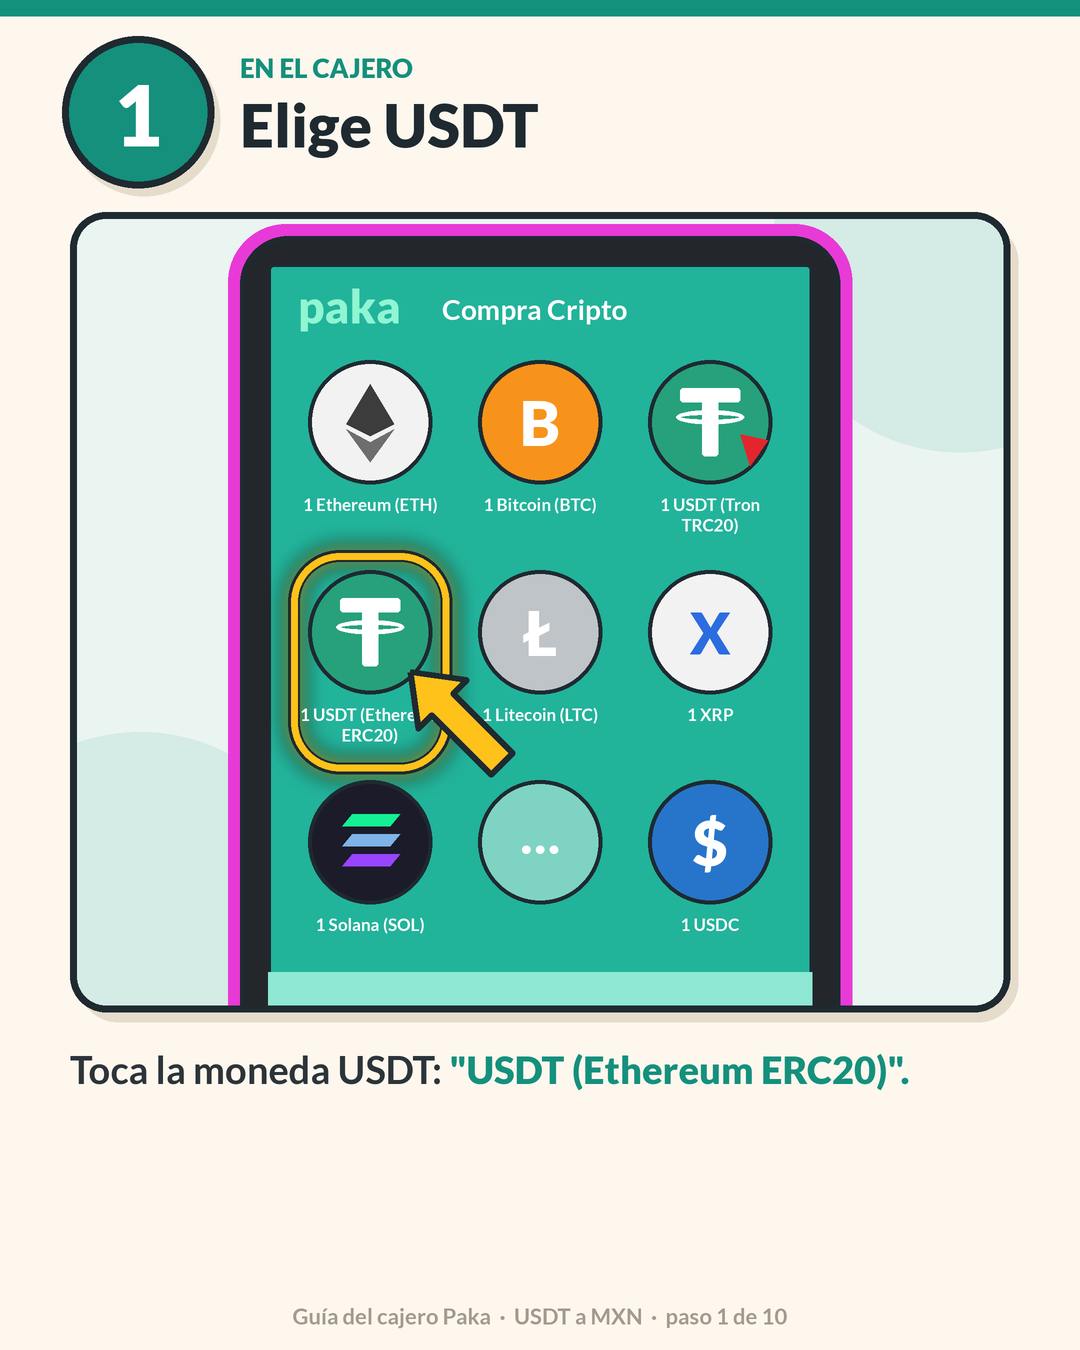 1
EN EL CAJERO
Elige USDT
paka
Compra Cripto
B
1 Ethereum (ETH)
1 Bitcoin (BTC)
1 USDT (Tron
TRC20)
Ł
X
1 USDT (Ethere
ERC20)
1 Litecoin (LTC)
1 XRP
...
$
1 Solana (SOL)
1 USDC
Toca la moneda USDT: "USDT (Ethereum ERC20)".
Guía del cajero Paka · USDT a MXN · paso 1 de 10